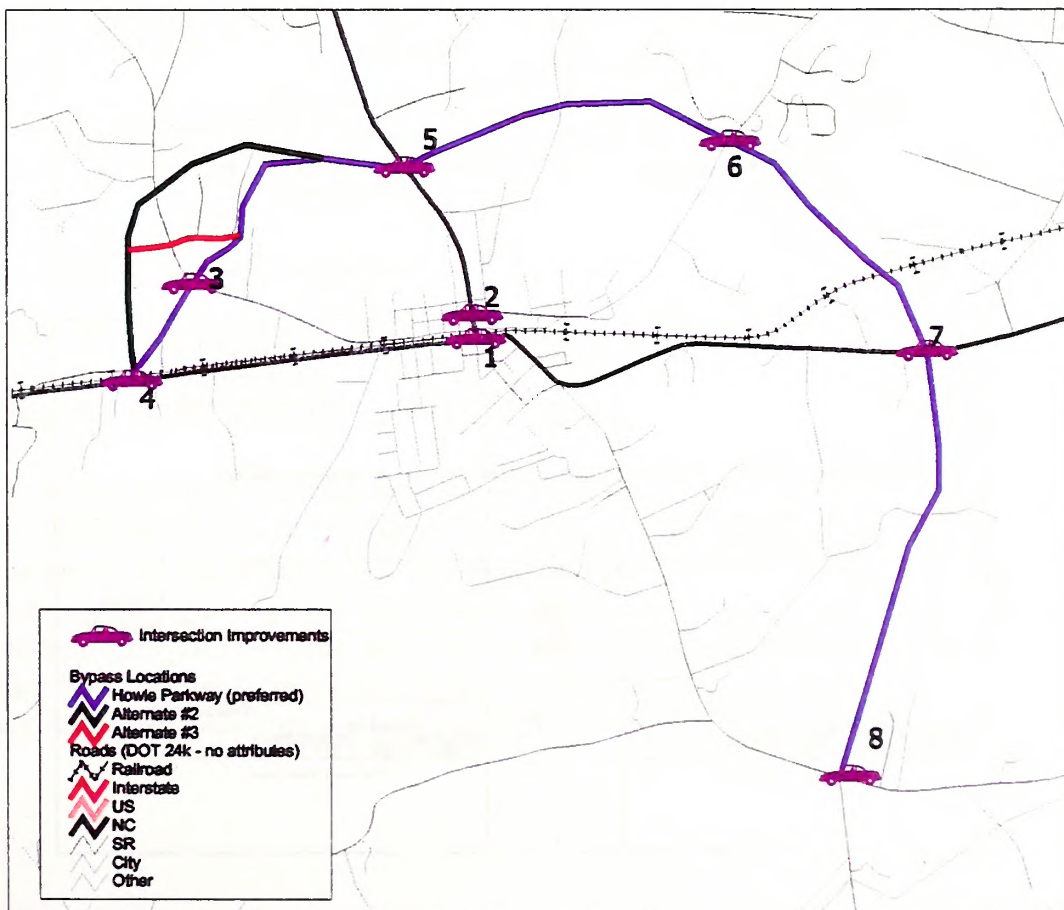 5
6
3
2
1
7
4
8
Intersection Improvements
Bypass Locations
Howie Parkway (preferred)
Alternate #2
Alternate #3
Roads (DOT 24k - no attributes)
Railroad
Interstate
US
NC
SR
City
Other